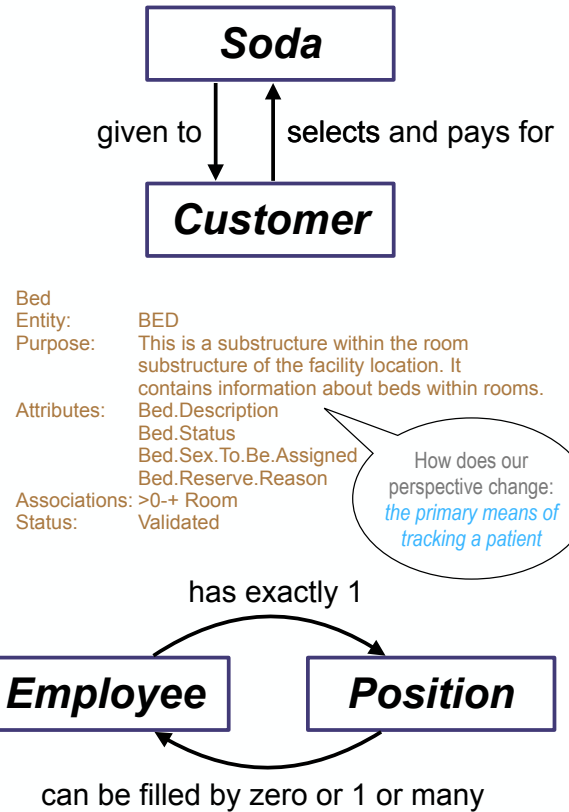 Soda
given to
selects and pays for
Customer
Bed
Entity: BED
Purpose: This is a substructure within the room
substructure of the facility location. It
contains information about beds within rooms.
Attributes: Bed.Description
Bed.Status
Bed.Sex.To.Be.Assigned
Bed.Reserve.Reason
Associations: >0-+ Room
Status: Validated
How does our
perspective change:
the primary means of
tracking a patient
has exactly 1
Employee
Position
can be filled by zero or 1 or many